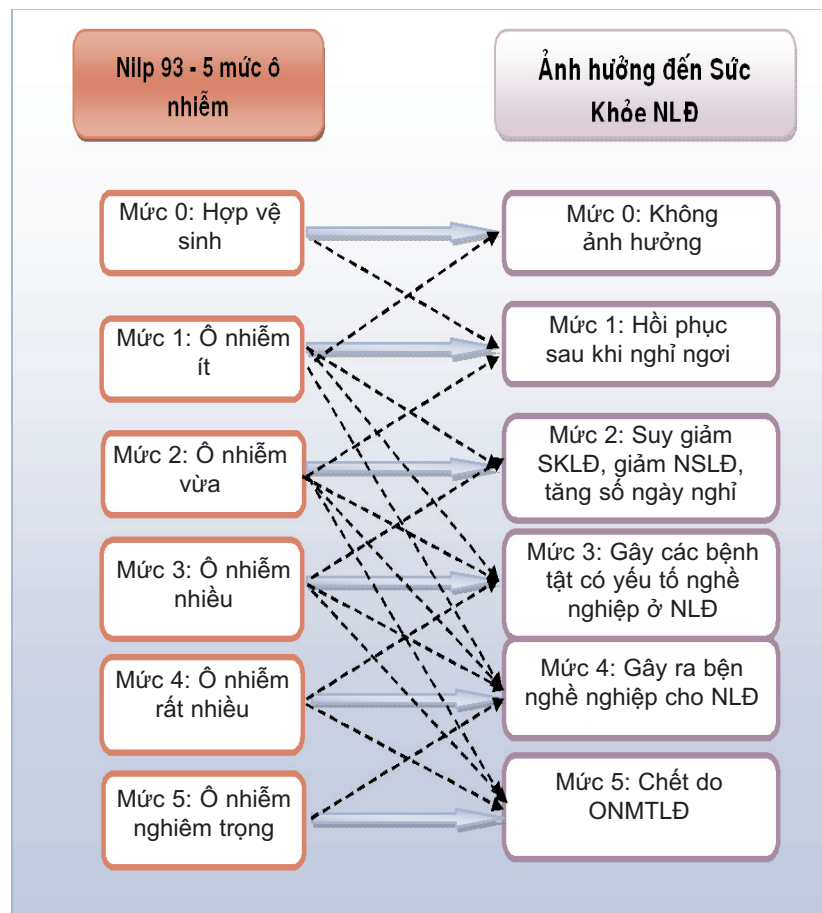 Nilp 93 - 5 mức ô
nhiễm
Ảnh hưởng đến Sức
Khỏe NLĐ
Mức 0: Hợp vệ
sinh
Mức 0: Không
ảnh hưởng
Mức 1: Ô nhiễm
ít
Mức 1: Hồi phục
sau khi nghỉ ngơi
Mức 2: Ô nhiễm
vừa
Mức 2: Suy giảm
SKLĐ, giảm NSLĐ,
tăng số ngày nghỉ
Mức 3: Ô nhiễm
nhiều
Mức 3: Gây các bệnh
tật có yếu tố nghề
nghiệp ở NLĐ
Mức 4: Ô nhiễm
rất nhiều
Mức 4: Gây ra bện
nghề nghiệp cho NLĐ
Mức 5: Ô nhiễm
nghiêm trọng
Mức 5: Chết do
ONMTLĐ